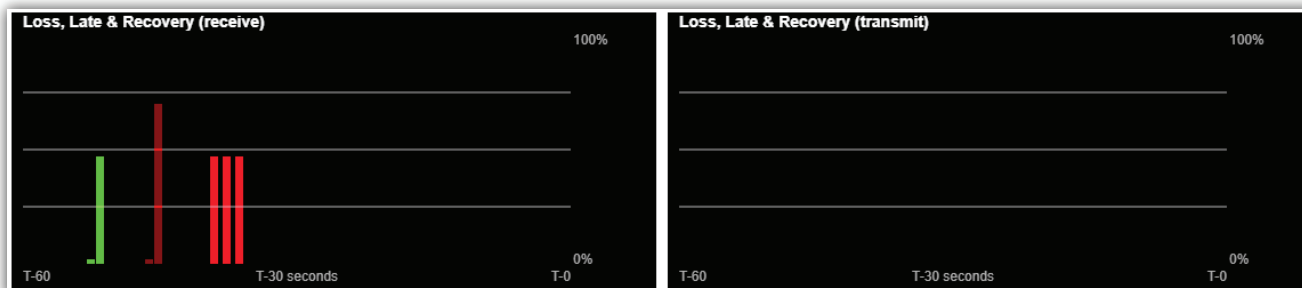 Loss, Late & Recovery (receive)
100%
0%
T-60
T-30 seconds
T-0
Loss, Late & Recovery (transmit)
100%
0%
T-60
T-30 seconds
T-0